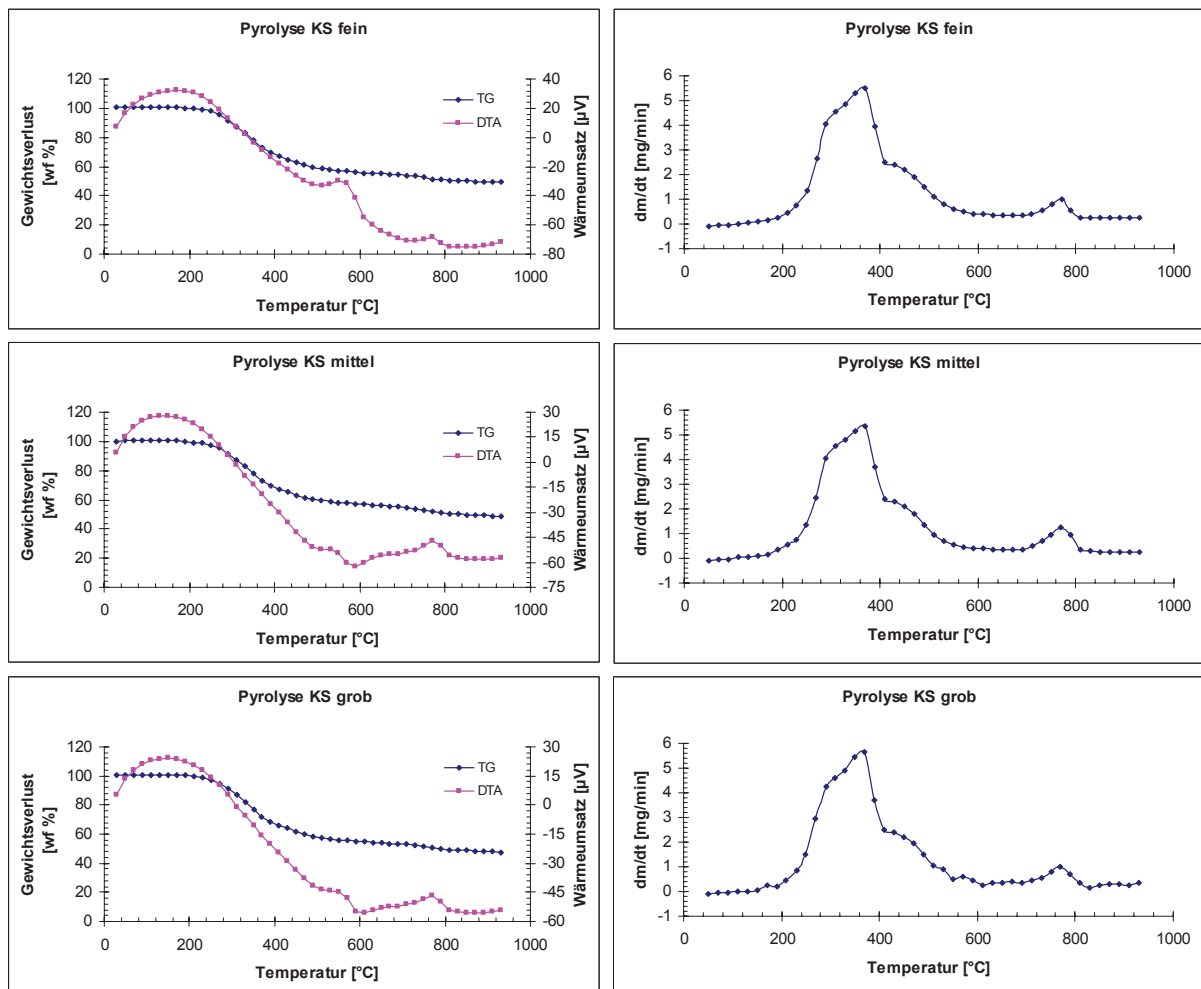 Pyrolyse KS fein
120
100
80
60
40
20
0
Gewichtsverlust
[wf %]
40
20
0
-20
-40
-60
-80
Wärmeumsatz [µV]
TG
DTA
0 200 400 600 800 1000
Temperatur [°C]
Pyrolyse KS fein
6
5
4
3
2
1
0
-1
dm/dt [mg/min]
0 200 400 600 800 1000
Temperatur [°C]
Pyrolyse KS mittel
120
100
80
60
40
20
0
Gewichtsverlust
[wf %]
30
15
0
-15
-30
-45
-60
-75
Wärmeumsatz [µV]
TG
DTA
0 200 400 600 800 1000
Temperatur [°C]
Pyrolyse KS mittel
6
5
4
3
2
1
0
-1
dm/dt [mg/min]
0 200 400 600 800 1000
Temperatur [°C]
Pyrolyse KS grob
120
100
80
60
40
20
0
Gewichtsverlust
[wf %]
30
15
0
-15
-30
-45
-60
Wärmeumsatz [µV]
TG
DTA
0 200 400 600 800 1000
Temperatur [°C]
Pyrolyse KS grob
6
5
4
3
2
1
0
-1
dm/dt [mg/min]
0 200 400 600 800 1000
Temperatur [°C]